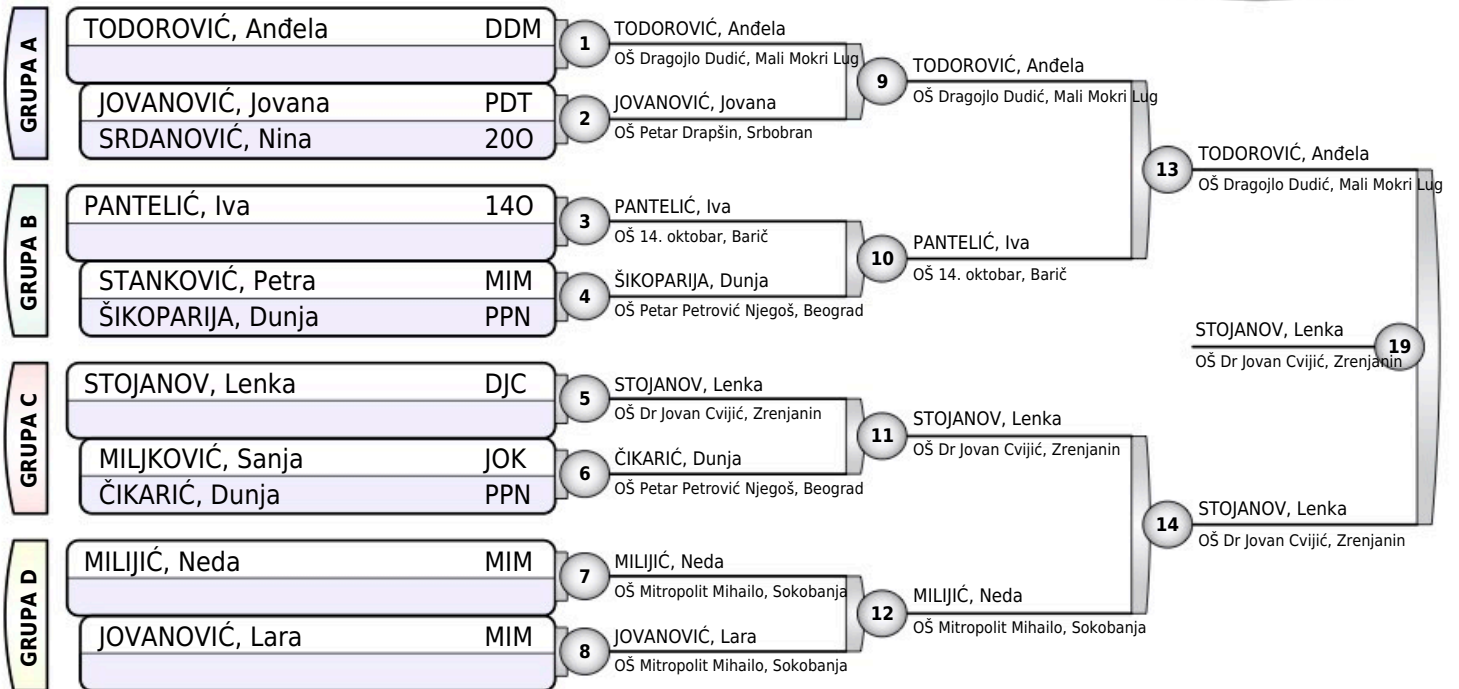 GRUPA A
TODOROVIĆ, Anđela DDM
JOVANOVIĆ, Jovana PDT
SRDANOVIĆ, Nina 20O
GRUPA B
PANTELIĆ, Iva 14O
STANKOVIĆ, Petra MIM
ŠIKOPARIJA, Dunja PPN
GRUPA C
STOJANOV, Lenka DJC
MILJKOVIĆ, Sanja JOK
ČIKARIĆ, Dunja PPN
GRUPA D
MILIJIĆ, Neda MIM
JOVANOVIĆ, Lara MIM
1
TODOROVIĆ, Anđela
OŠ Dragojlo Dudić, Mali Mokri Lug
2
JOVANOVIĆ, Jovana
OŠ Petar Drapšin, Srbobran
3
PANTELIĆ, Iva
OŠ 14. oktobar, Barič
4
ŠIKOPARIJA, Dunja
OŠ Petar Petrović Njegoš, Beograd
5
STOJANOV, Lenka
OŠ Dr Jovan Cvijić, Zrenjanin
6
ČIKARIĆ, Dunja
OŠ Petar Petrović Njegoš, Beograd
7
MILIJIĆ, Neda
OŠ Mitropolit Mihailo, Sokobanja
8
JOVANOVIĆ, Lara
OŠ Mitropolit Mihailo, Sokobanja
9
TODOROVIĆ, Anđela
OŠ Dragojlo Dudić, Mali Mokri Lug
10
PANTELIĆ, Iva
OŠ 14. oktobar, Barič
11
STOJANOV, Lenka
OŠ Dr Jovan Cvijić, Zrenjanin
12
MILIJIĆ, Neda
OŠ Mitropolit Mihailo, Sokobanja
13
TODOROVIĆ, Anđela
OŠ Dragojlo Dudić, Mali Mokri Lug
14
STOJANOV, Lenka
OŠ Dr Jovan Cvijić, Zrenjanin
STOJANOV, Lenka
19
OŠ Dr Jovan Cvijić, Zrenjanin